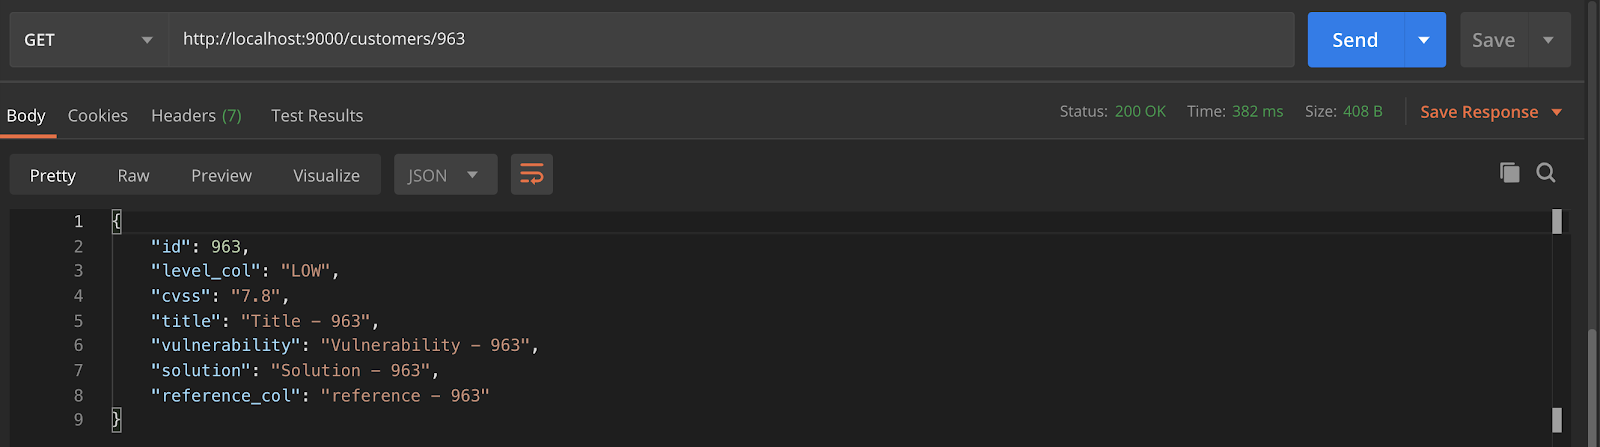 GET http://localhost:9000/customers/963 Send Save
Body Cookies Headers (7) Test Results Status: 200 OK Time: 382 ms Size: 408 B Save Response
Pretty Raw Preview Visualize JSON
1 {
2 "id": 963,
3 "level_col": "LOW",
4 "cvss": "7.8",
5 "title": "Title - 963",
6 "vulnerability": "Vulnerability - 963",
7 "solution": "Solution - 963",
8 "reference_col": "reference - 963"
9 }